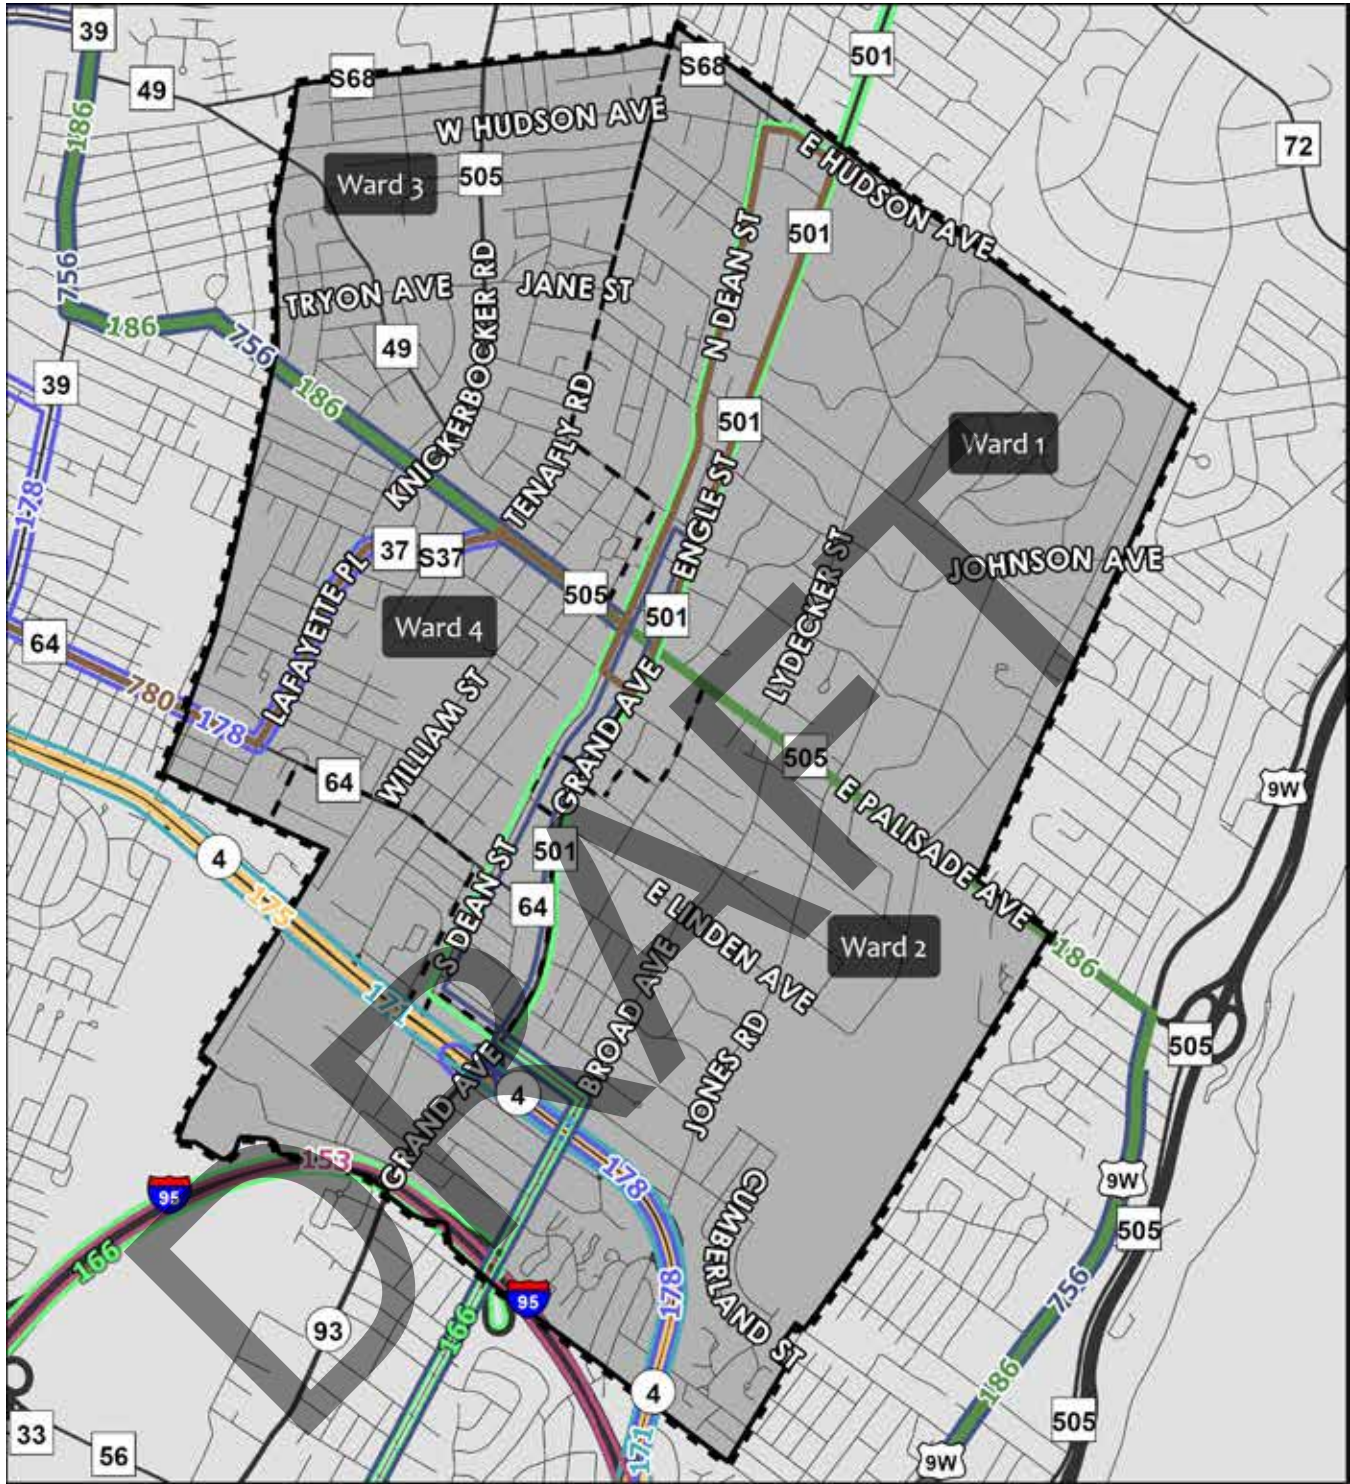 39
S68
S68
501
49
186
W HUDSON AVE
72
E HUDSON AVE
Ward 3
505
501
N DEAN ST
756
TRYON AVE
JANE ST
KNICKERBOCKER RD
186
756
49
39
186
TENAFLY RD
501
Ward 1
178
ENGLE ST
37
S37
LYDECKER ST
JOHNSON AVE
505
501
LAFAYETTE PL
Ward 4
64
780
178
WILLIAM ST
GRAND AVE
505
64
9W
E PALISADE AVE
4
501
175
64
S DEAN ST
E LINDEN AVE
Ward 2
186
171
BROAD AVE
505
JONES RD
4
GRAND AVE
153
178
95
9W
CUMBERLAND ST
505
166
178
756
95
93
166
4
186
505
33
56
171
9W
DRAFT